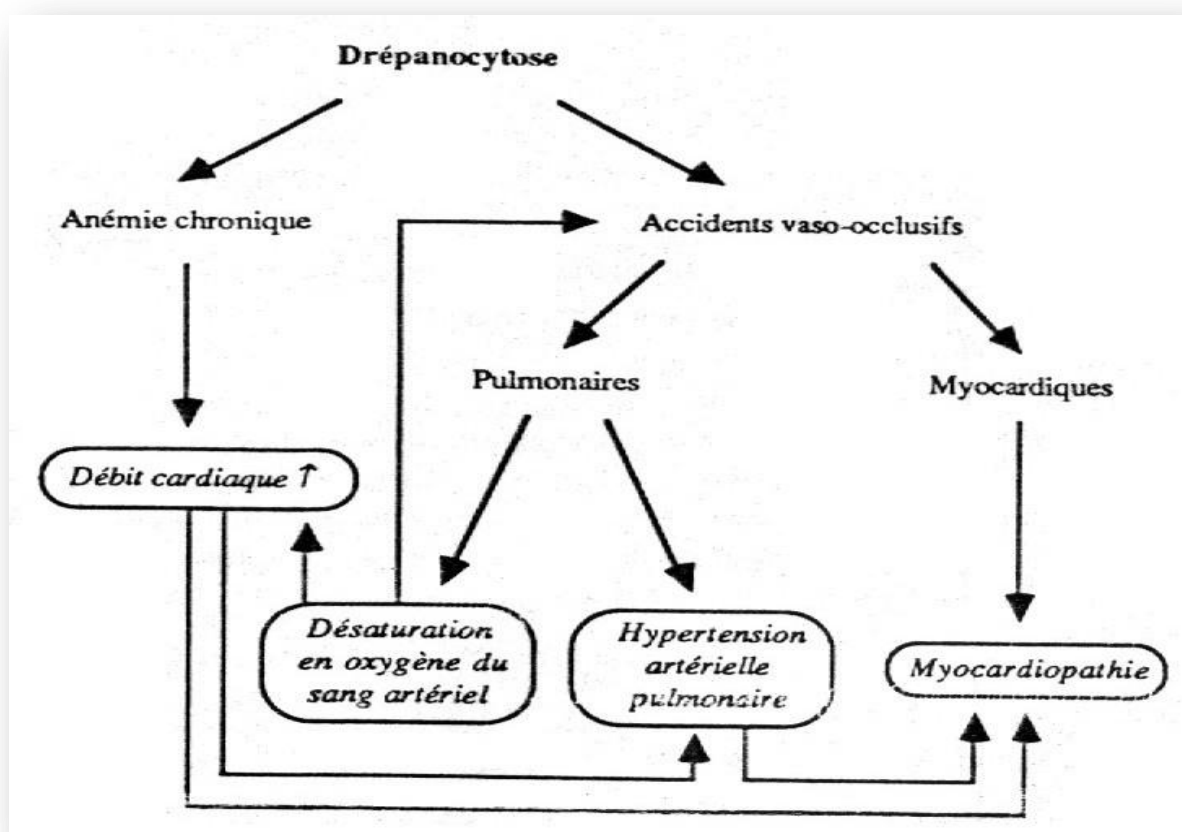 Drépanocytose
Anémie chronique
Accidents vaso-occlusifs
Pulmonaires
Myocardiques
Débit cardiaque ↑
Désaturation
en oxygène du
sang artériel
Hypertension
artérielle
pulmonaire
Myocardiopathie